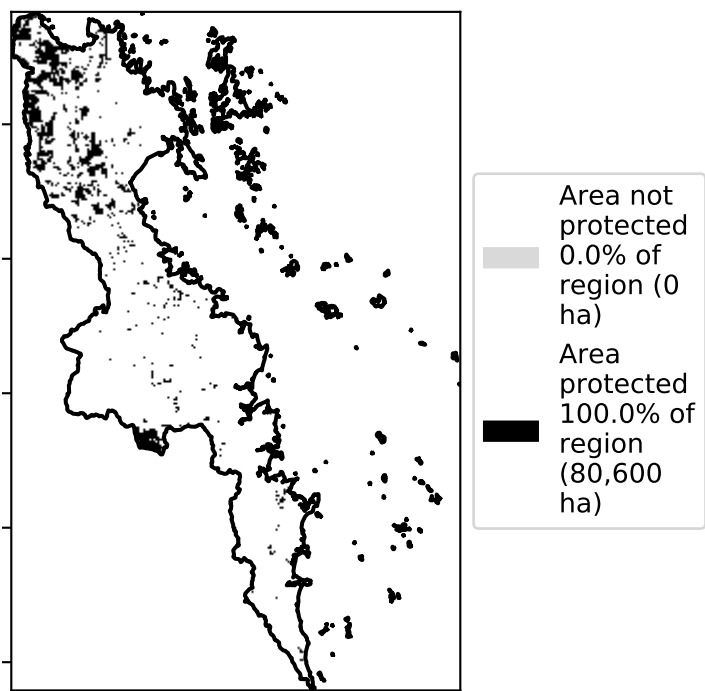 Area not
protected
0.0% of
region (0
ha)
Area
protected
100.0% of
region
(80,600
ha)